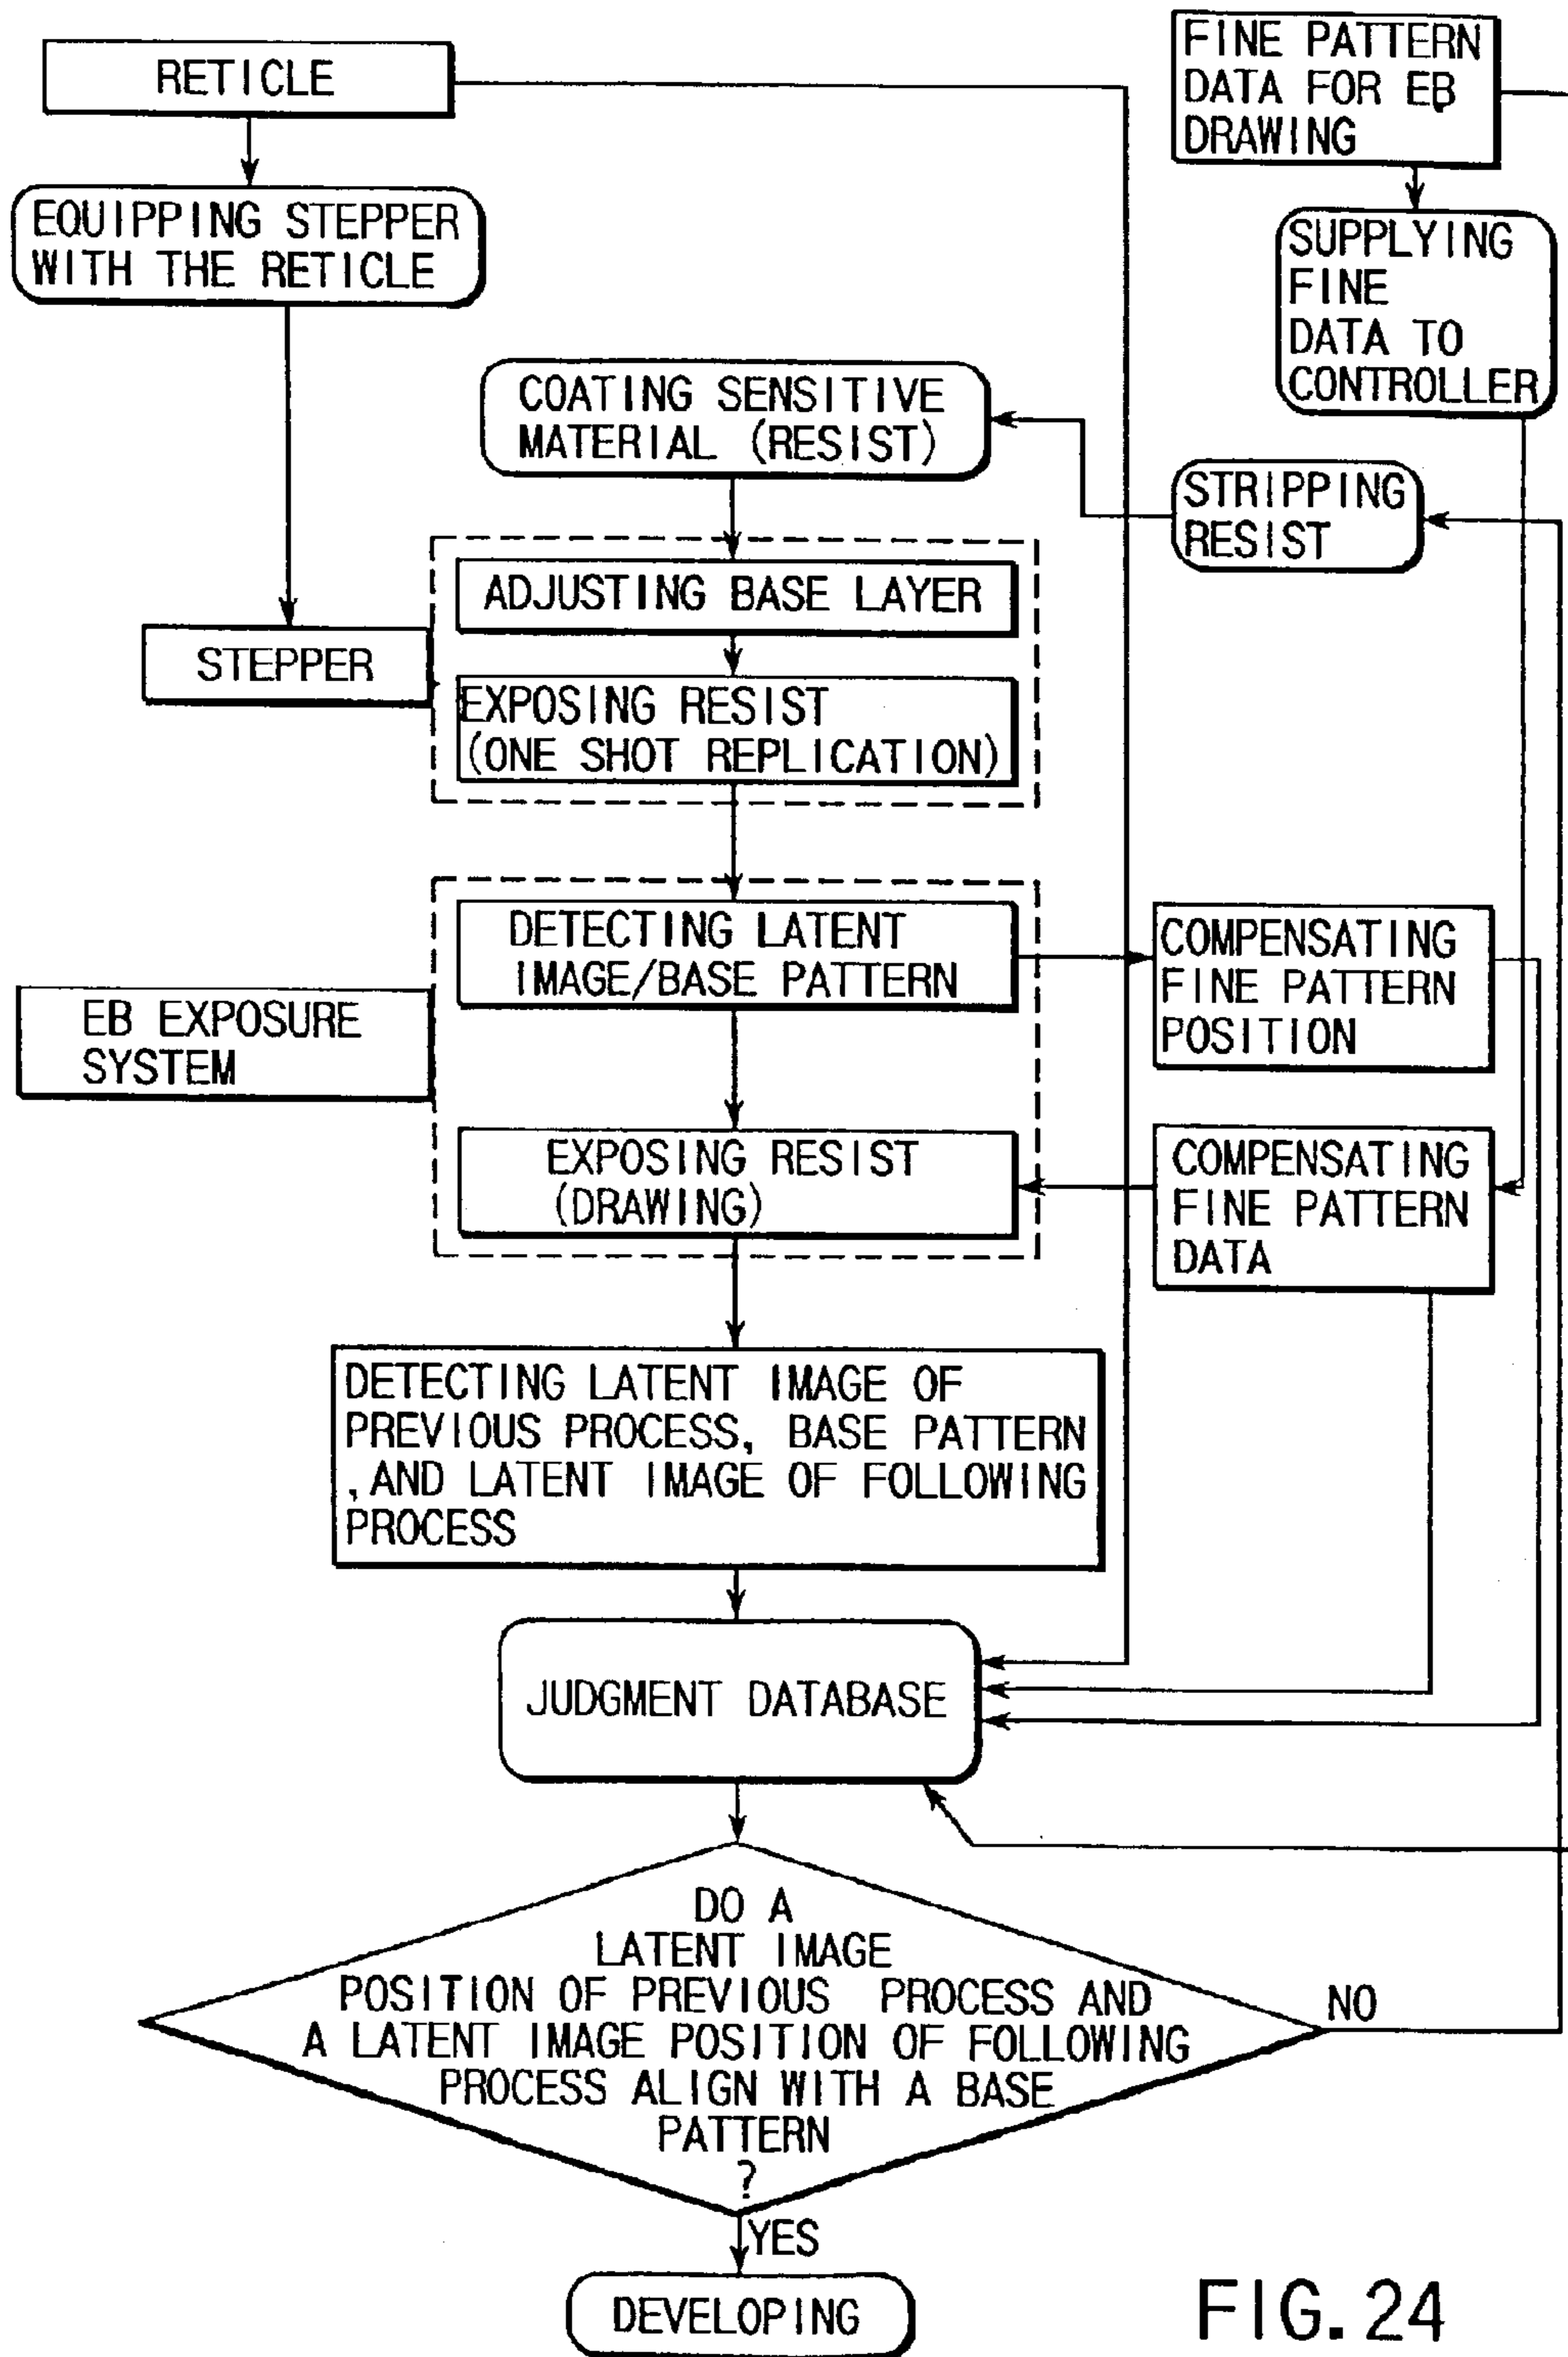 RETICLE
FINE PATTERN
DATA FOR EB
DRAWING
EQUIPPING STEPPER
WITH THE RETICLE
SUPPLYING
FINE
DATA TO
CONTROLLER
COATING SENSITIVE
MATERIAL (RESIST)
STRIPPING
RESIST
ADJUSTING BASE LAYER
STEPPER
EXPOSING RESIST
(ONE SHOT REPLICATION)
DETECTING LATENT
IMAGE/BASE PATTERN
COMPENSATING
FINE PATTERN
POSITION
EB EXPOSURE
SYSTEM
EXPOSING RESIST
(DRAWING)
COMPENSATING
FINE PATTERN
DATA
DETECTING LATENT IMAGE OF
PREVIOUS PROCESS, BASE PATTERN
, AND LATENT IMAGE OF FOLLOWING
PROCESS
JUDGMENT DATABASE
DO A
LATENT IMAGE
POSITION OF PREVIOUS PROCESS AND
A LATENT IMAGE POSITION OF FOLLOWING
PROCESS ALIGN WITH A BASE
PATTERN
?
NO
YES
DEVELOPING
FIG. 24